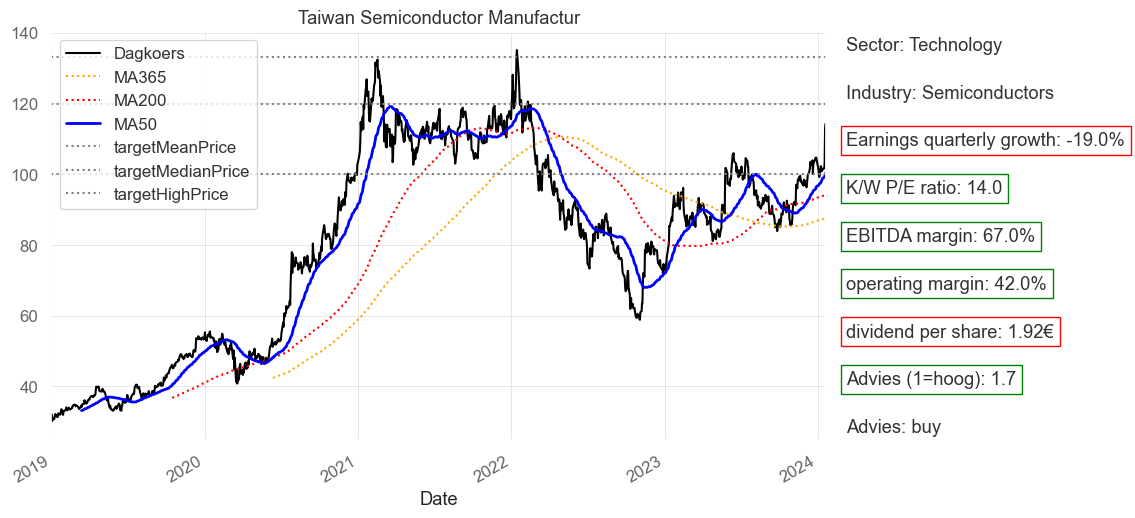 Taiwan Semiconductor Manufactur
140
120
100
80
60
40
Dagkoers
MA365
MA200
MA50
targetMeanPrice
targetMedianPrice
targetHighPrice
2019
2020
2021
2022
2023
2024
Date
Sector: Technology
Industry: Semiconductors
Earnings quarterly growth: -19.0%
K/W P/E ratio: 14.0
EBITDA margin: 67.0%
operating margin: 42.0%
dividend per share: 1.92€
Advies (1=hoog): 1.7
Advies: buy